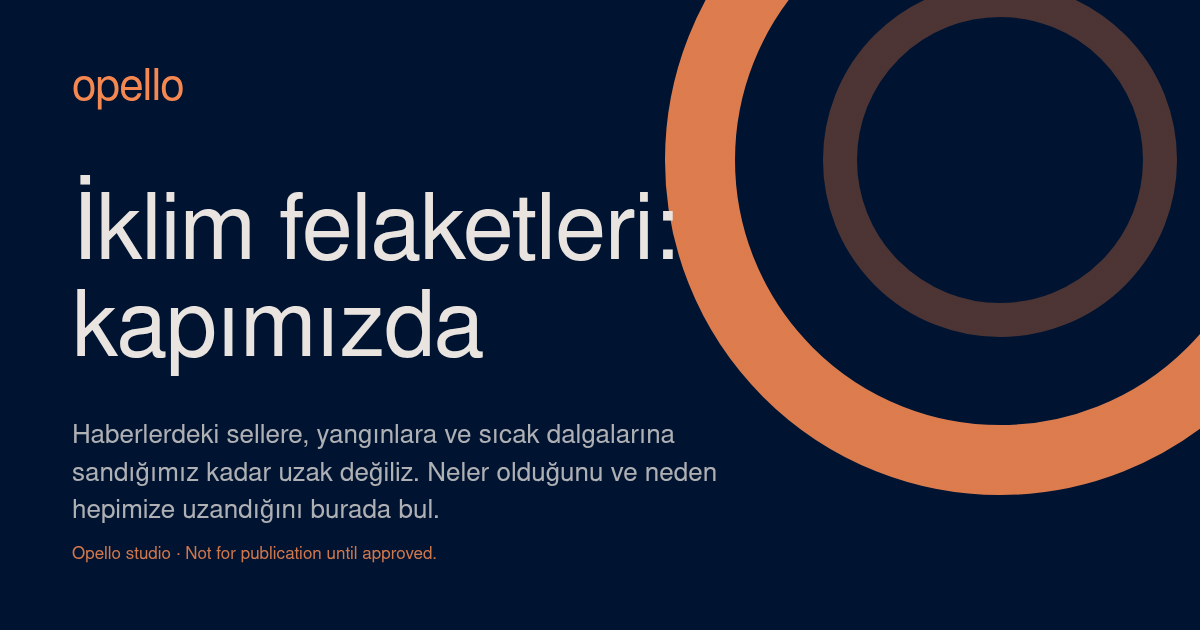 opello
İklim felaketleri:
kapımızda
Haberlerdeki sellere, yangınlara ve sıcak dalgalarına
sandığımız kadar uzak değiliz. Neler olduğunu ve neden
hepimize uzandığını burada bul.
Opello studio · Not for publication until approved.